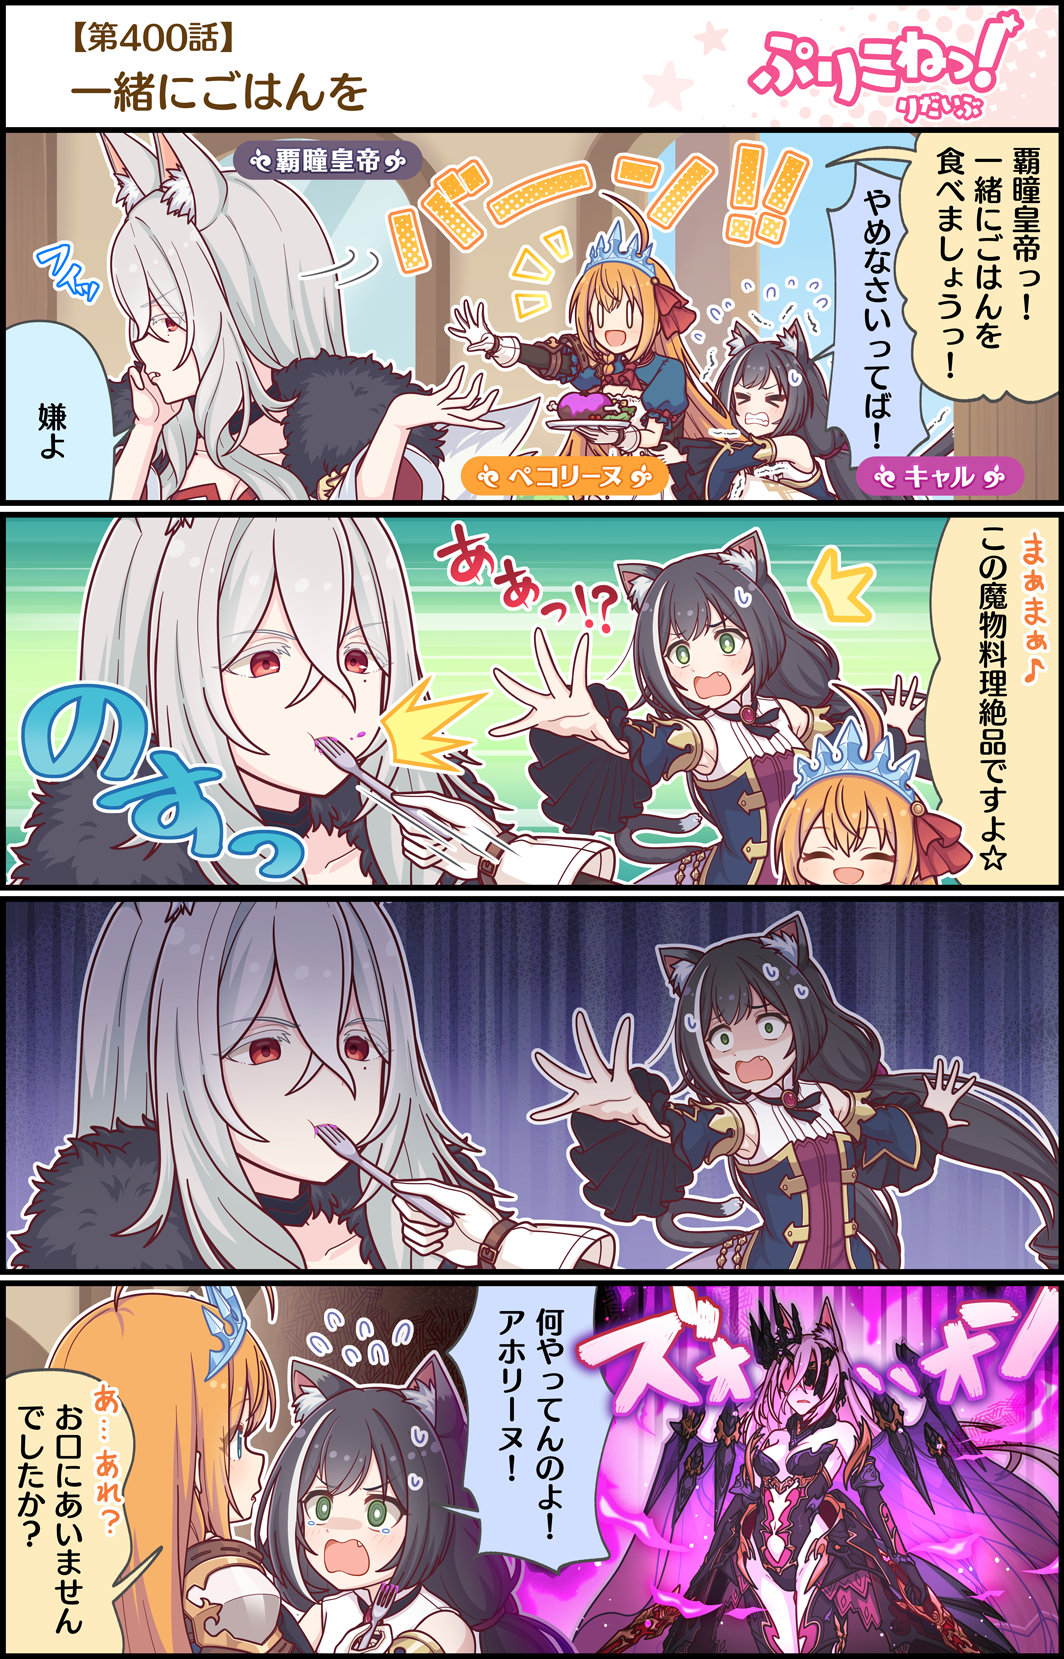 【第400話】
一緒にごはんを
ぷりこねっ!
りだいぶ
覇瞳皇帝
バーン!!
覇瞳皇帝っ!
一緒にごはんを
食べましょうっ!
やめなさいってば!
フイッ
嫌よ
ペコリーヌ
キャル
まぁまぁ♪
この魔物料理絶品ですよ☆
ああっ!?
のすっ
ズオ…オン
何やってんのよ!
アホリーヌ!
あ…あれ?
お口にあいません
でしたか?